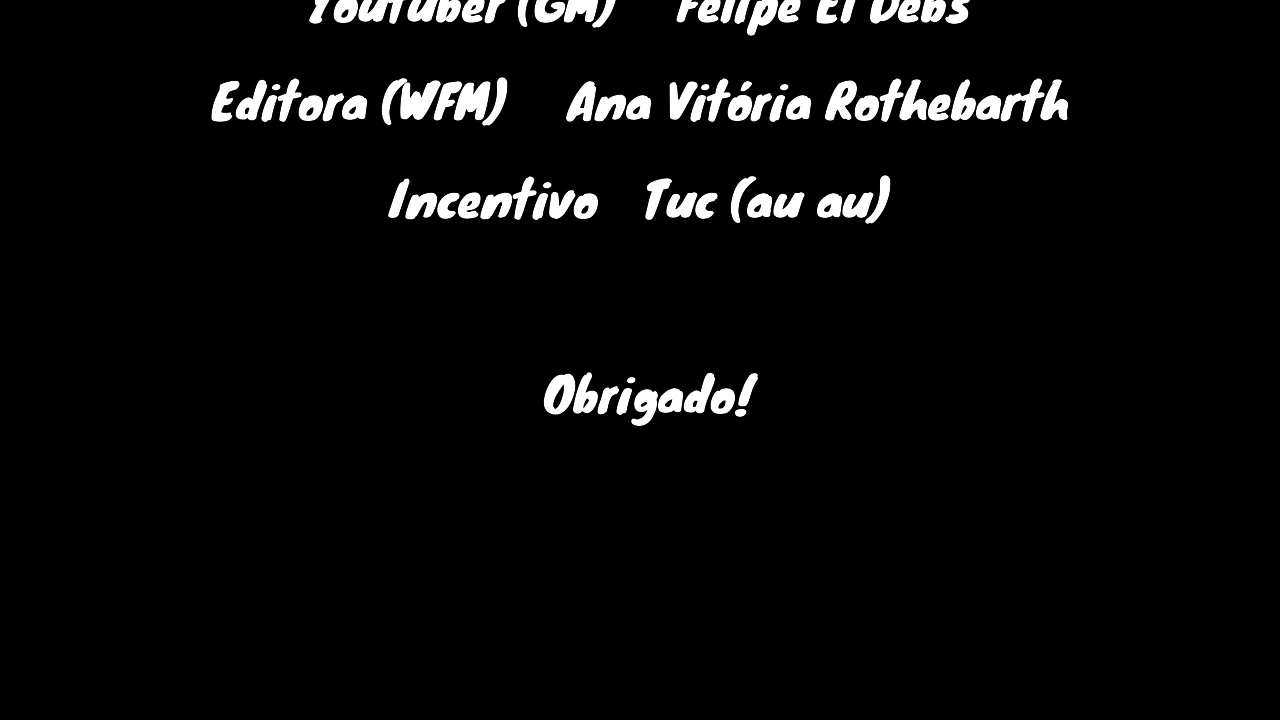 Youtuber (GM) Felipe El Debs
Editora (WFM) Ana Vitória Rothebarth
Incentivo Tuc (au au)
Obrigado!